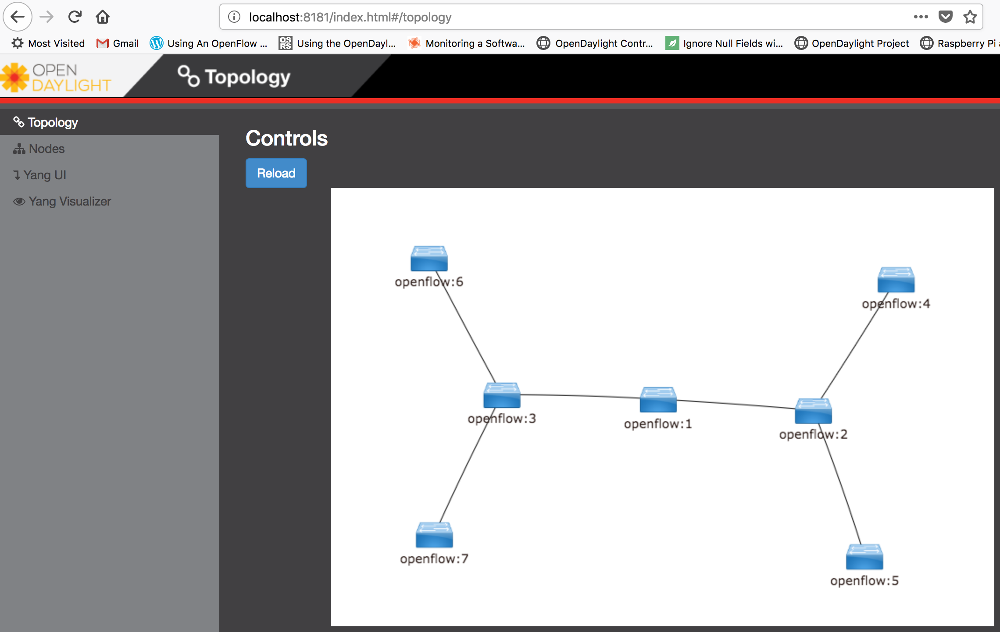 localhost:8181/index.html#/topology
Most Visited Gmail Using An OpenFlow ... Using the OpenDayl... Monitoring a Softwa... OpenDaylight Contr... Ignore Null Fields wi... OpenDaylight Project Raspberry Pi
OPEN
DAYLIGHT
Topology
Topology
Nodes
Yang UI
Yang Visualizer
Controls
Reload
openflow:6
openflow:4
openflow:3
openflow:1
openflow:2
openflow:7
openflow:5